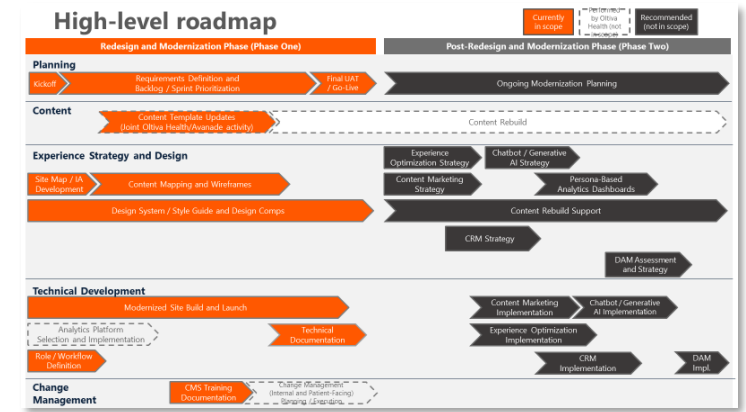 High-level roadmap
Currently
in scope
Performed
by Oltiva
Health (not
in scope)
Recommended
(not in scope)
Redesign and Modernization Phase (Phase One)
Post-Redesign and Modernization Phase (Phase Two)
Planning
Kickoff
Requirements Definition and
Backlog / Sprint Prioritization
Final UAT
/ Go-Live
Ongoing Modernization Planning
Content
Content Template Updates
(Joint Oltiva Health/Avanade activity)
Content Rebuild
Experience Strategy and Design
Experience
Optimization Strategy
Chatbot / Generative
AI Strategy
Site Map / IA
Development
Content Mapping and Wireframes
Content Marketing
Strategy
Persona-Based
Analytics Dashboards
Design System / Style Guide and Design Comps
Content Rebuild Support
CRM Strategy
DAM Assessment
and Strategy
Technical Development
Modernized Site Build and Launch
Content Marketing
Implementation
Chatbot / Generative
AI Implementation
Analytics Platform
Selection and Implementation
Technical
Documentation
Experience Optimization
Implementation
Role / Workflow
Definition
CRM
Implementation
DAM
Impl.
Change
Management
CMS Training
Documentation
Change Management
(Internal and Patient-Facing)
Planning / Execution